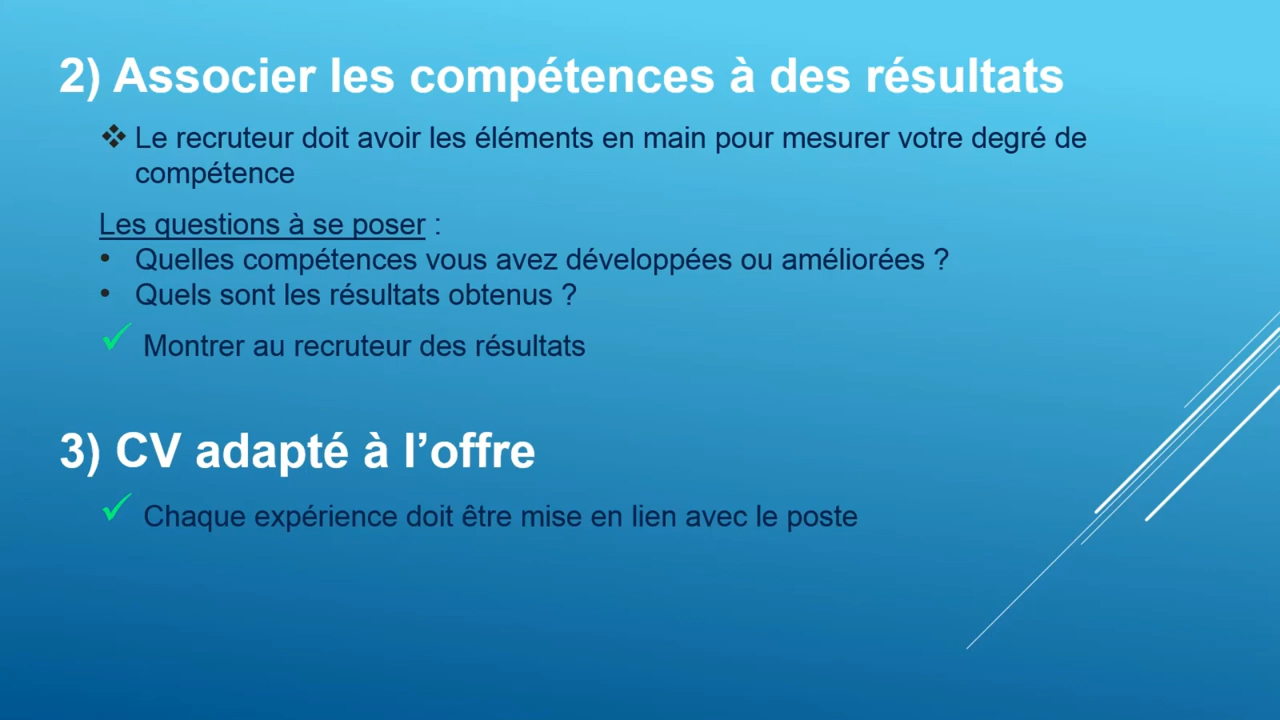 2) Associer les compétences à des résultats
❖ Le recruteur doit avoir les éléments en main pour mesurer votre degré de
compétence
Les questions à se poser :
• Quelles compétences vous avez développées ou améliorées ?
• Quels sont les résultats obtenus ?
✓ Montrer au recruteur des résultats
3) CV adapté à l’offre
✓ Chaque expérience doit être mise en lien avec le poste